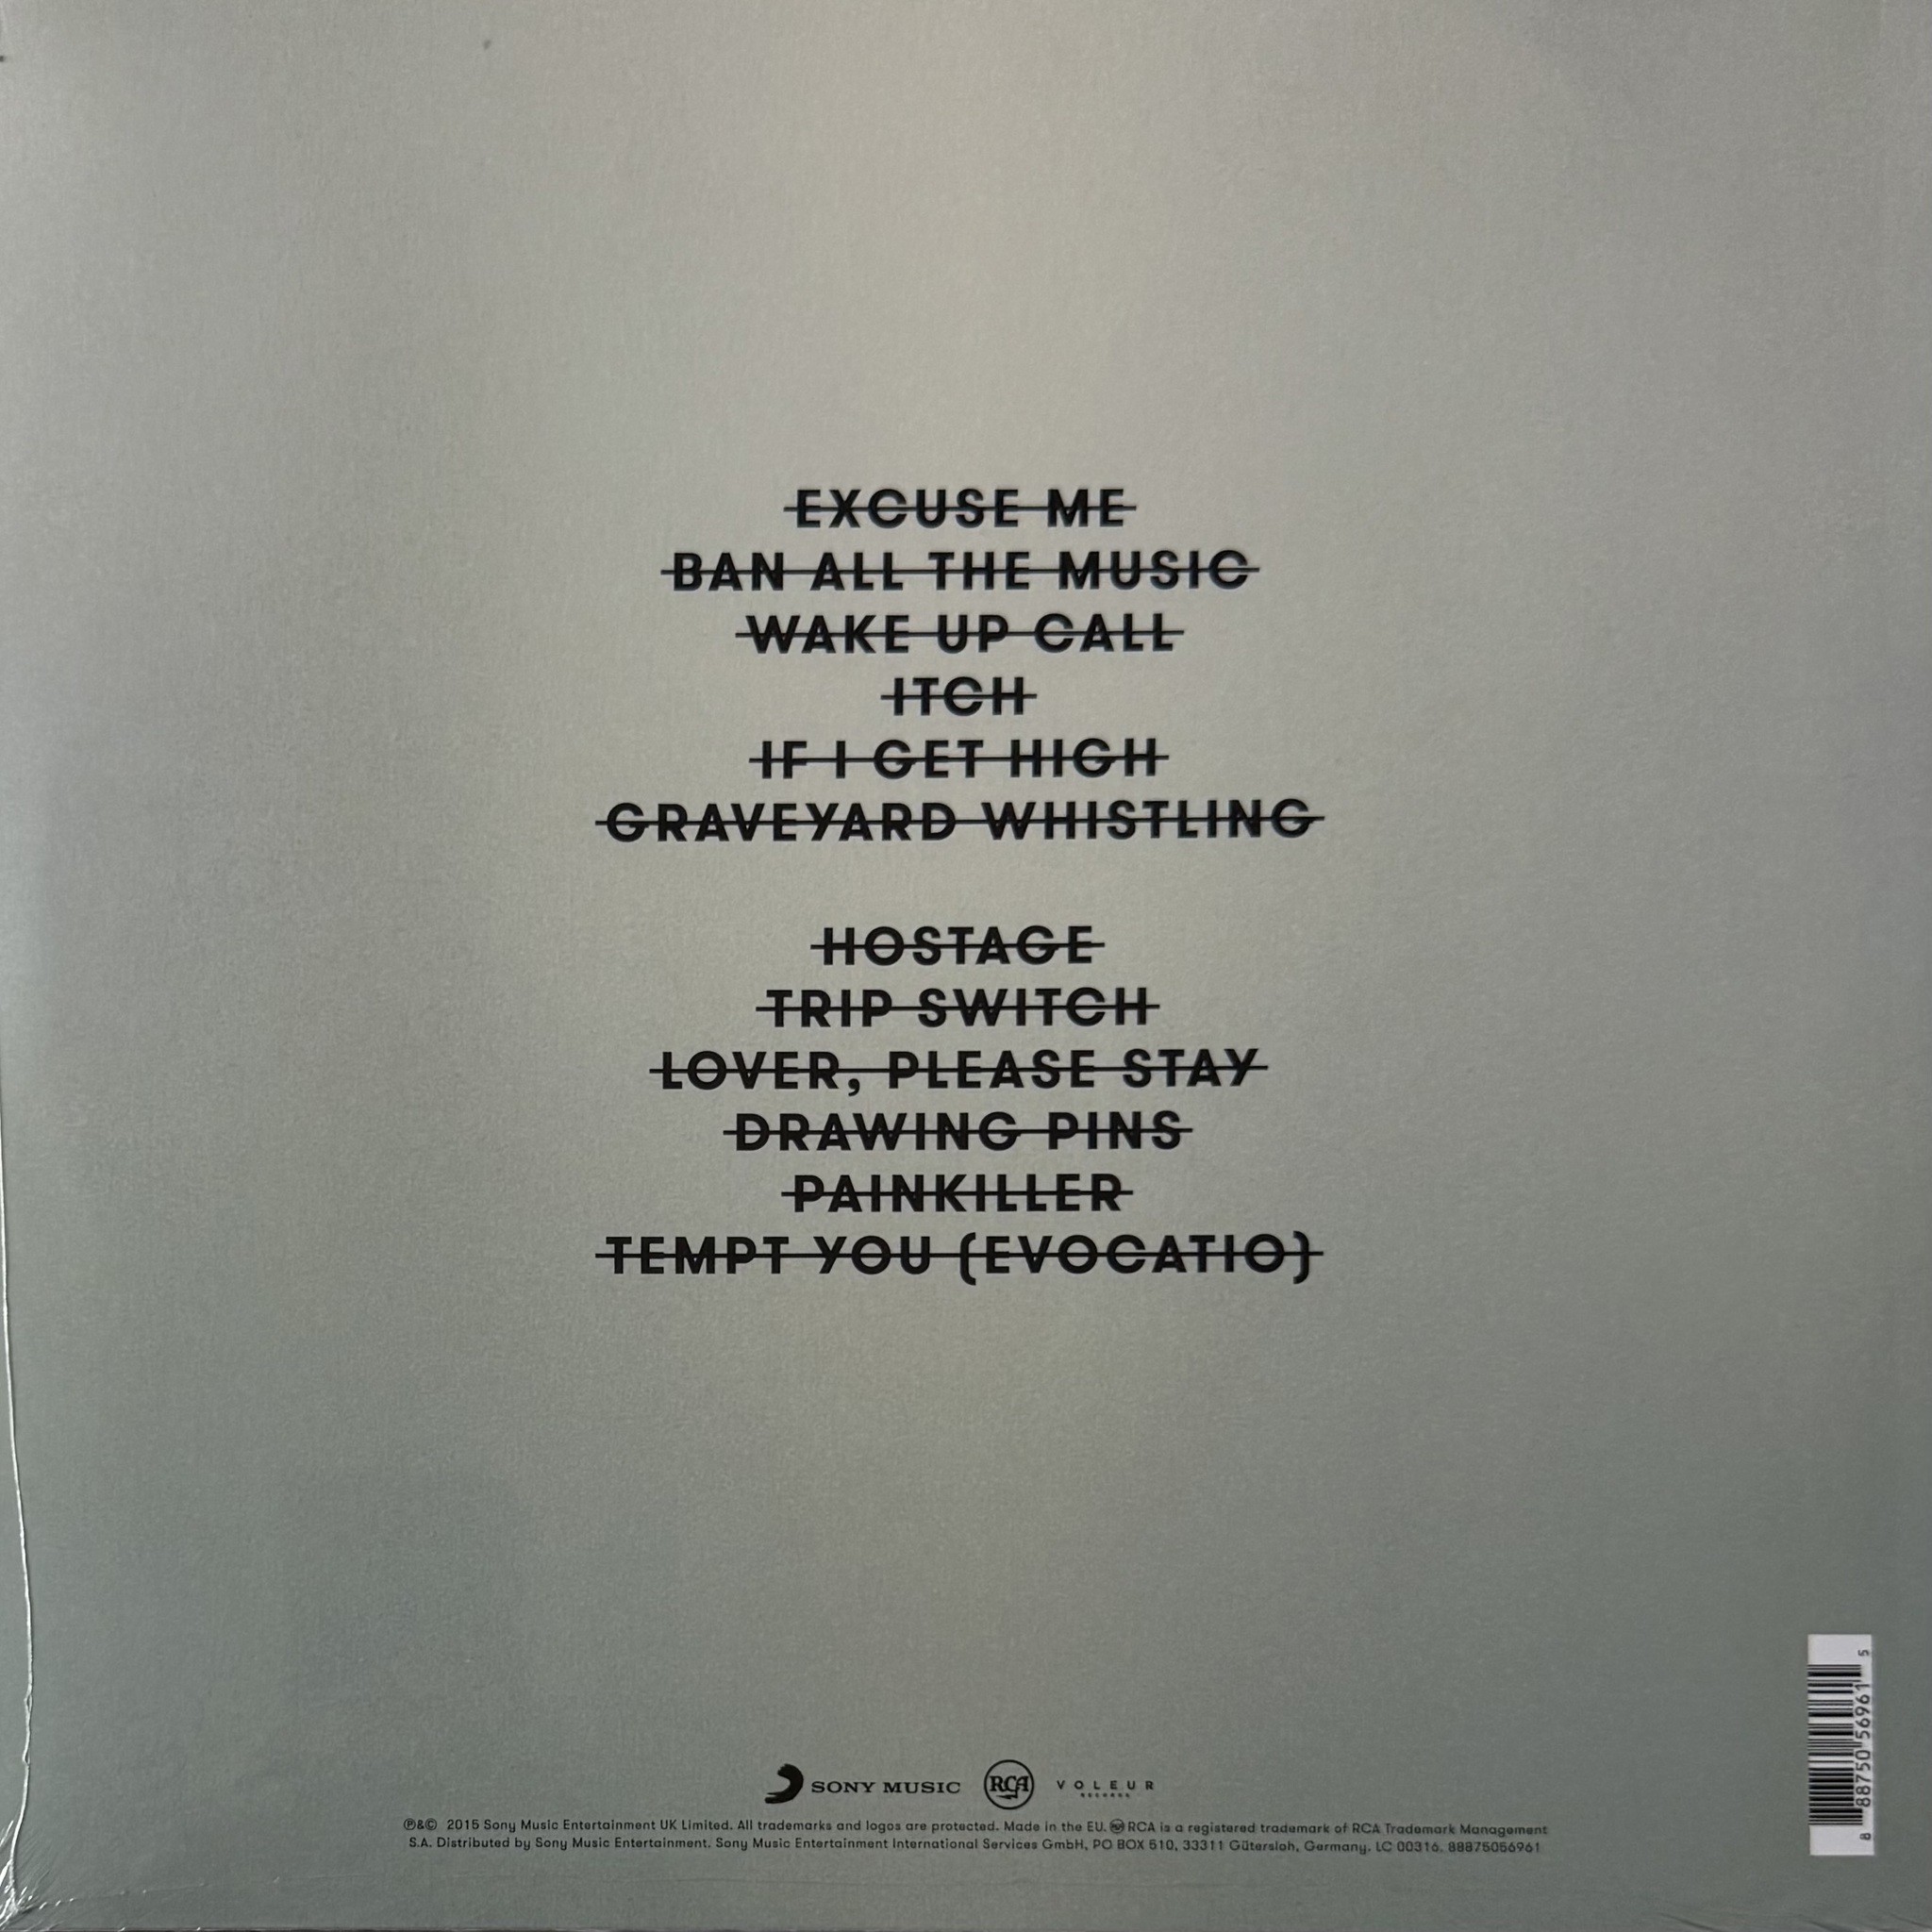 EXCUSE ME
BAN ALL THE MUSIC
WAKE UP CALL
ITCH
IF I GET HIGH
GRAVEYARD WHISTLING
HOSTAGE
TRIP SWITCH
LOVER, PLEASE STAY
DRAWING PINS
PAINKILLER
TEMPT YOU (EVOCATIO)
SONY MUSIC RCA VOLEUR
RECORDS
℗&© 2015 Sony Music Entertainment UK Limited. All trademarks and logos are protected. Made in the EU. RCA RCA is a registered trademark of RCA Trademark Management
S.A. Distributed by Sony Music Entertainment. Sony Music Entertainment International Services GmbH, PO BOX 510, 33311 Gütersloh, Germany. LC 00316. 88875056961
8 88750 56961 5